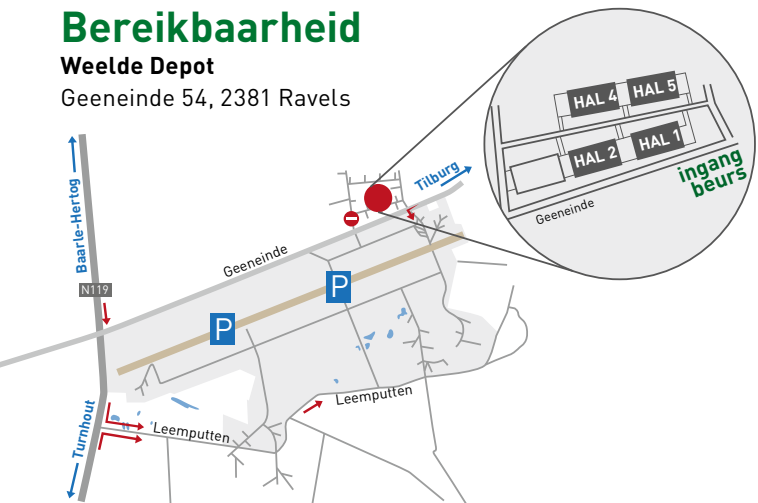 Bereikbaarheid
Weelde Depot
Geeneinde 54, 2381 Ravels
HAL 4
HAL 5
HAL 2
HAL 1
ingang
beurs
Geeneinde
Tilburg
Baarle-Hertog
Geeneinde
N119
P
P
Turnhout
Leemputten
Leemputten